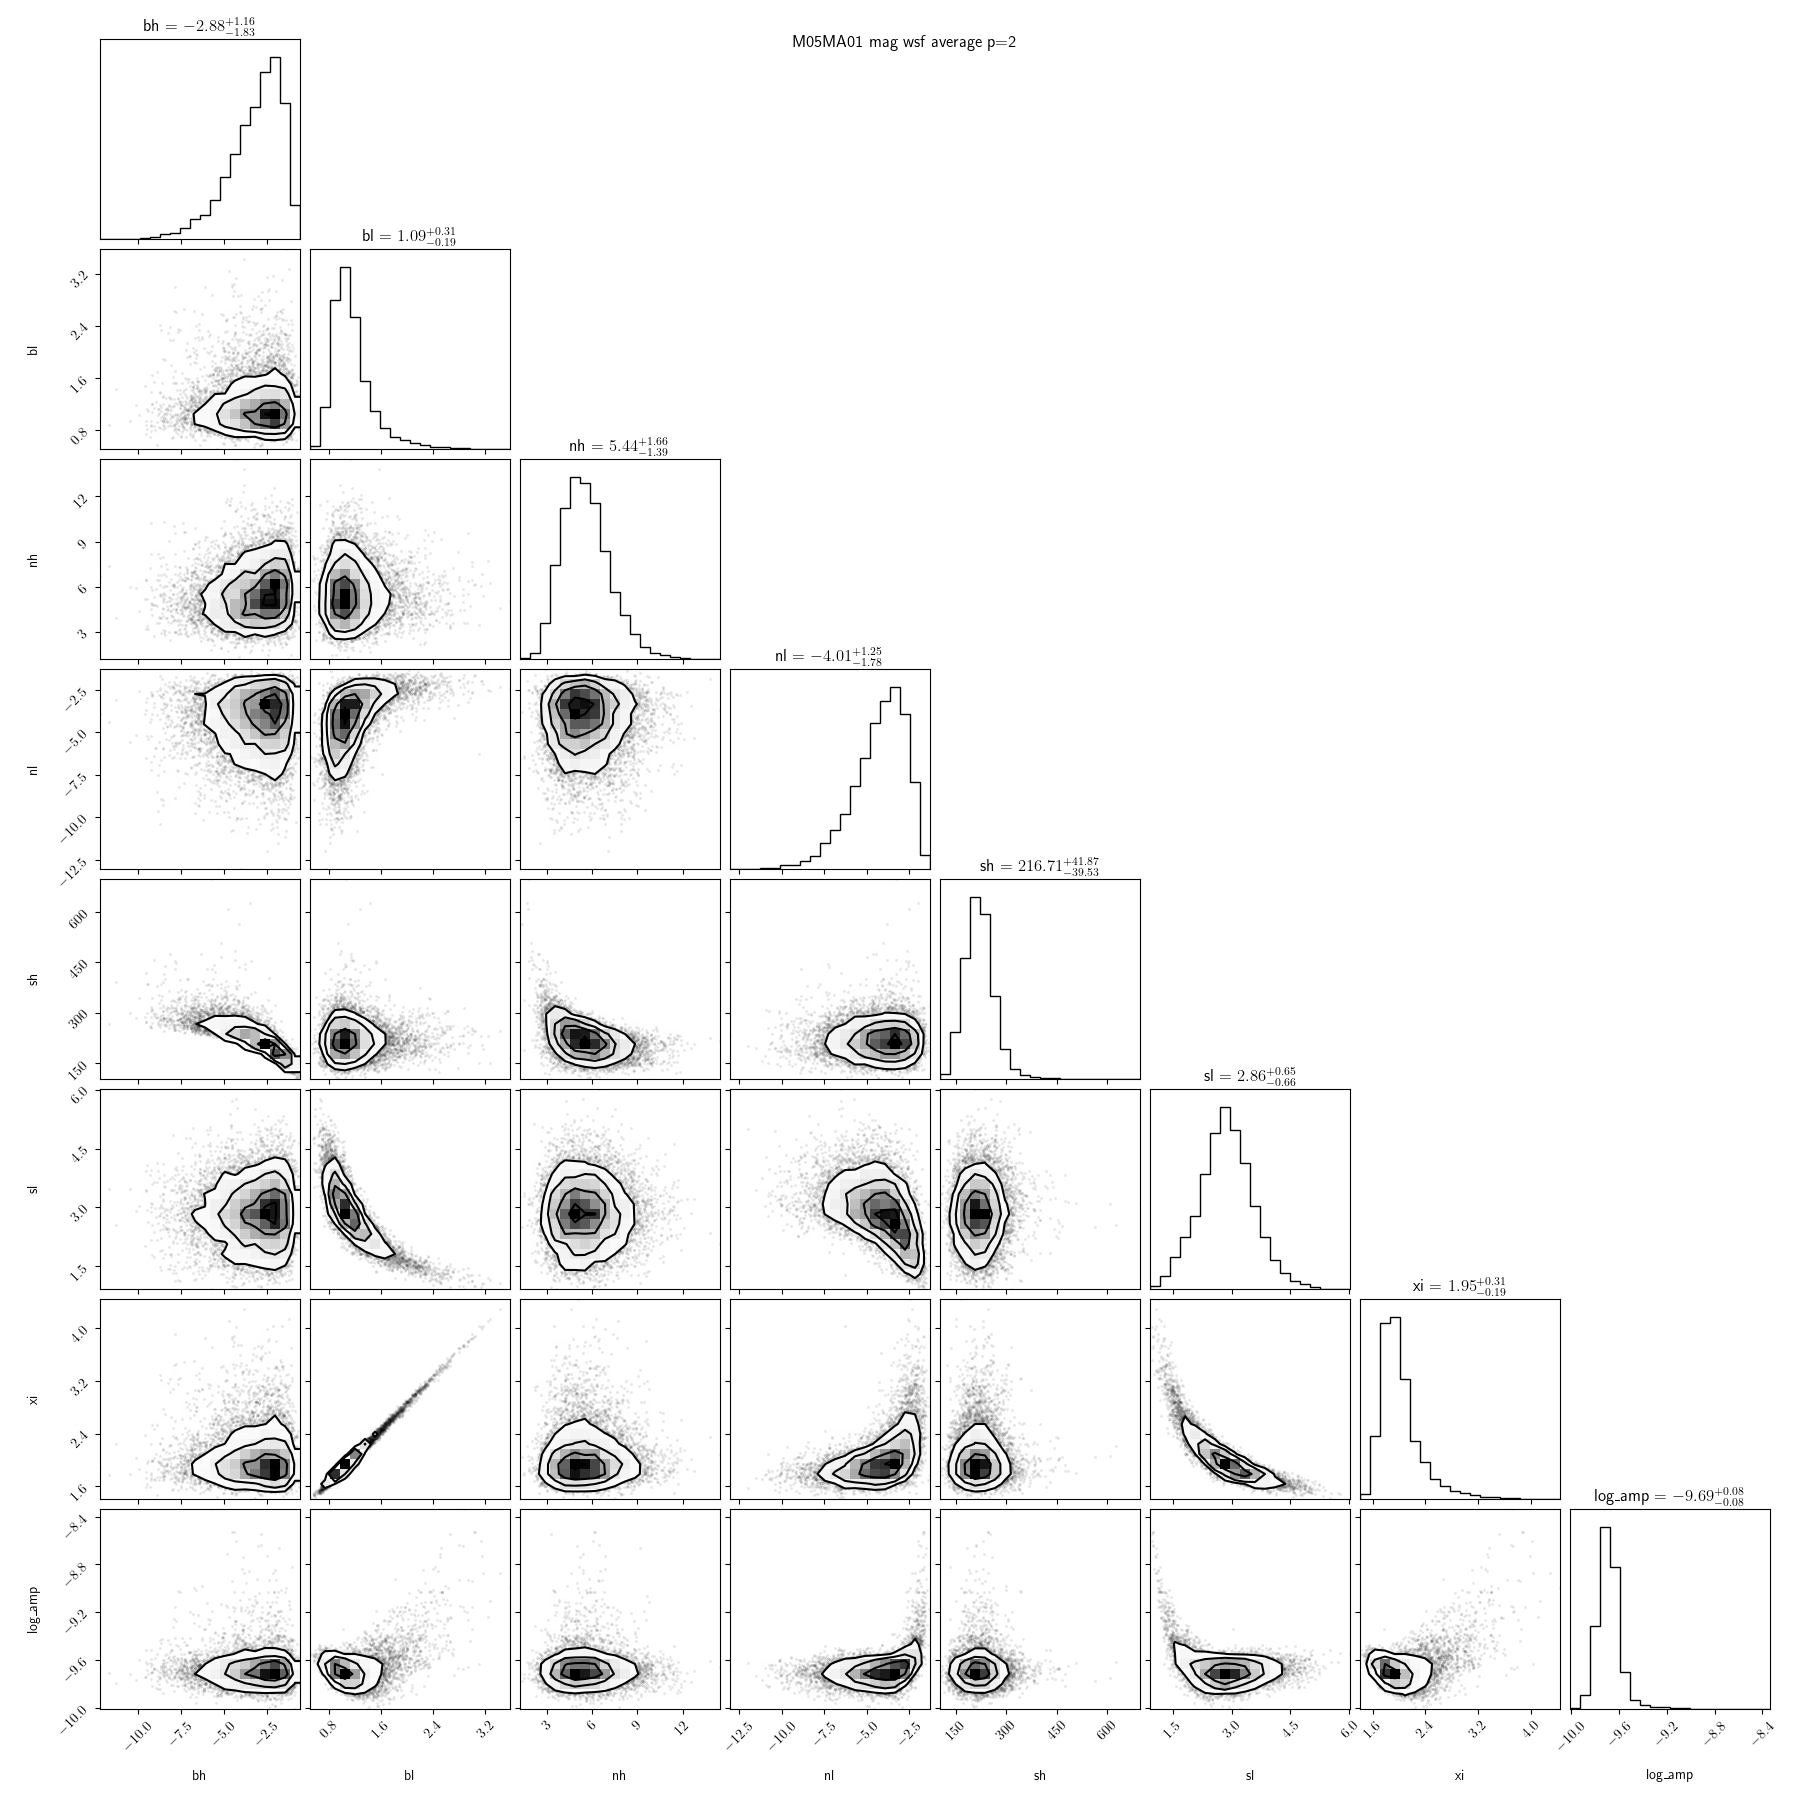 M05MA01 mag wsf average p=2
bh = −2.88 +1.16 −1.83
bl = 1.09 +0.31 −0.19
nh = 5.44 +1.66 −1.39
nl = −4.01 +1.25 −1.78
sh = 216.71 +41.87 −39.53
sl = 2.86 +0.65 −0.66
xi = 1.95 +0.31 −0.19
log_amp = −9.69 +0.08 −0.08
bl
3.2
2.4
1.6
0.8
nh
12
9
6
3
nl
−2.5
−5.0
−7.5
−10.0
−12.5
sh
600
450
300
150
sl
6.0
4.5
3.0
1.5
xi
4.0
3.2
2.4
1.6
log_amp
−8.4
−8.8
−9.2
−9.6
−10.0
−10.0 −7.5 −5.0 −2.5
0.8 1.6 2.4 3.2
3 6 9 12
−12.5 −10.0 −7.5 −5.0 −2.5
150 300 450 600
1.5 3.0 4.5 6.0
1.6 2.4 3.2 4.0
−10.0 −9.6 −9.2 −8.8 −8.4
bh bl nh nl sh sl xi log_amp